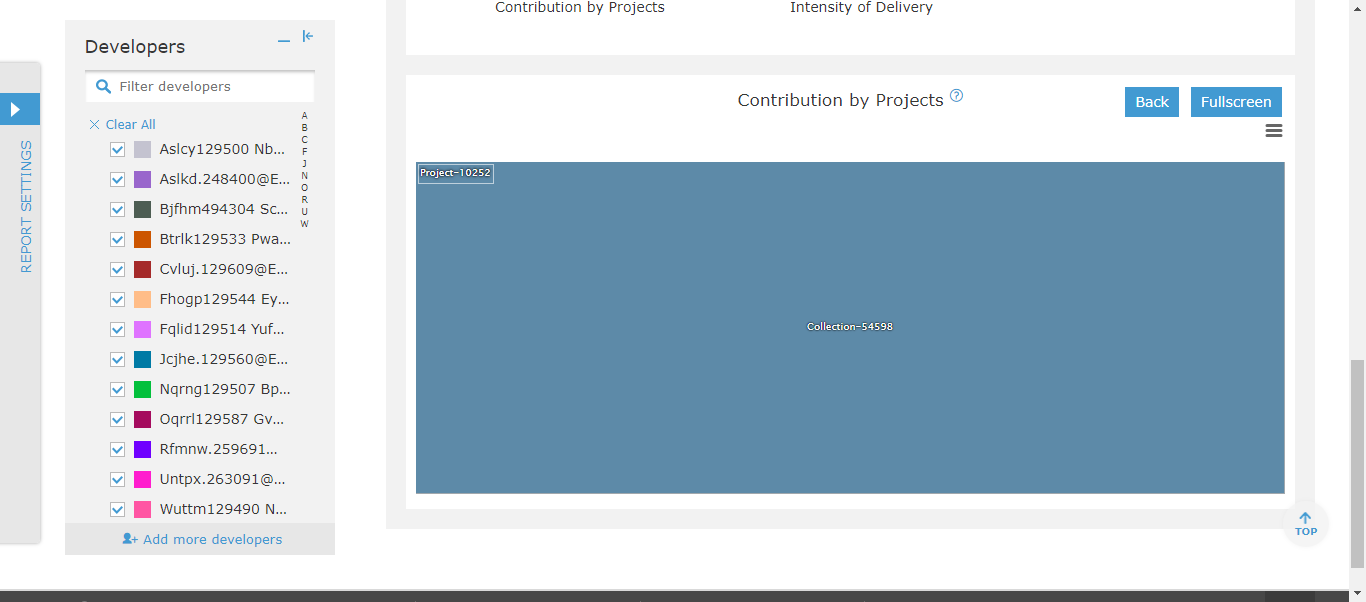 Contribution by Projects
Intensity of Delivery
Developers
Filter developers
Clear All
A
B
C
F
J
N
O
R
U
W
Aslcy129500 Nb...
Aslkd.248400@E...
Bjfhm494304 Sc...
Btrlk129533 Pwa...
Cvluj.129609@E...
Fhogp129544 Ey...
Fqlid129514 Yuf...
Jcjhe.129560@E...
Nqrng129507 Bp...
Oqrrl129587 Gv...
Rfmnw.259691...
Untpx.263091@...
Wuttm129490 N...
Add more developers
REPORT SETTINGS
Contribution by Projects ?
Back
Fullscreen
Project-10252
Collection-54598
TOP